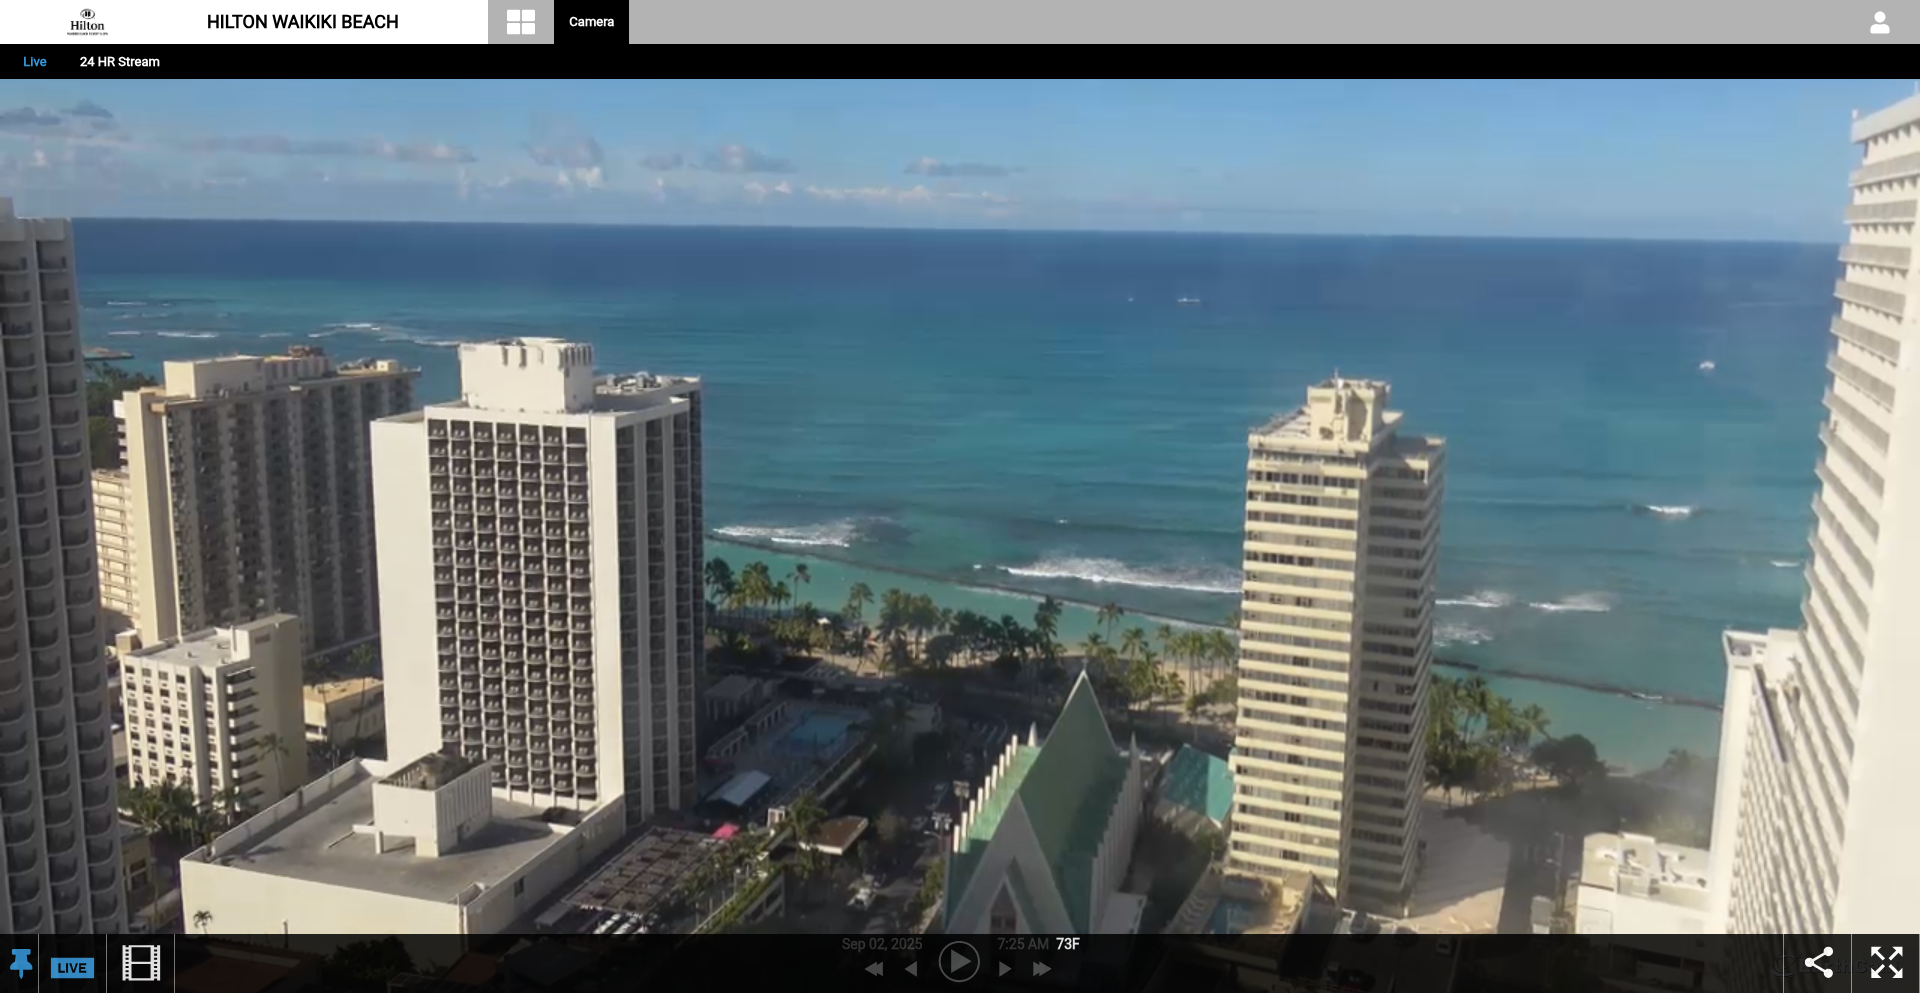 Hilton
HILTON WAIKIKI BEACH
Camera
Live
24 HR Stream
Sep 02, 2025
7:25 AM
73F
LIVE